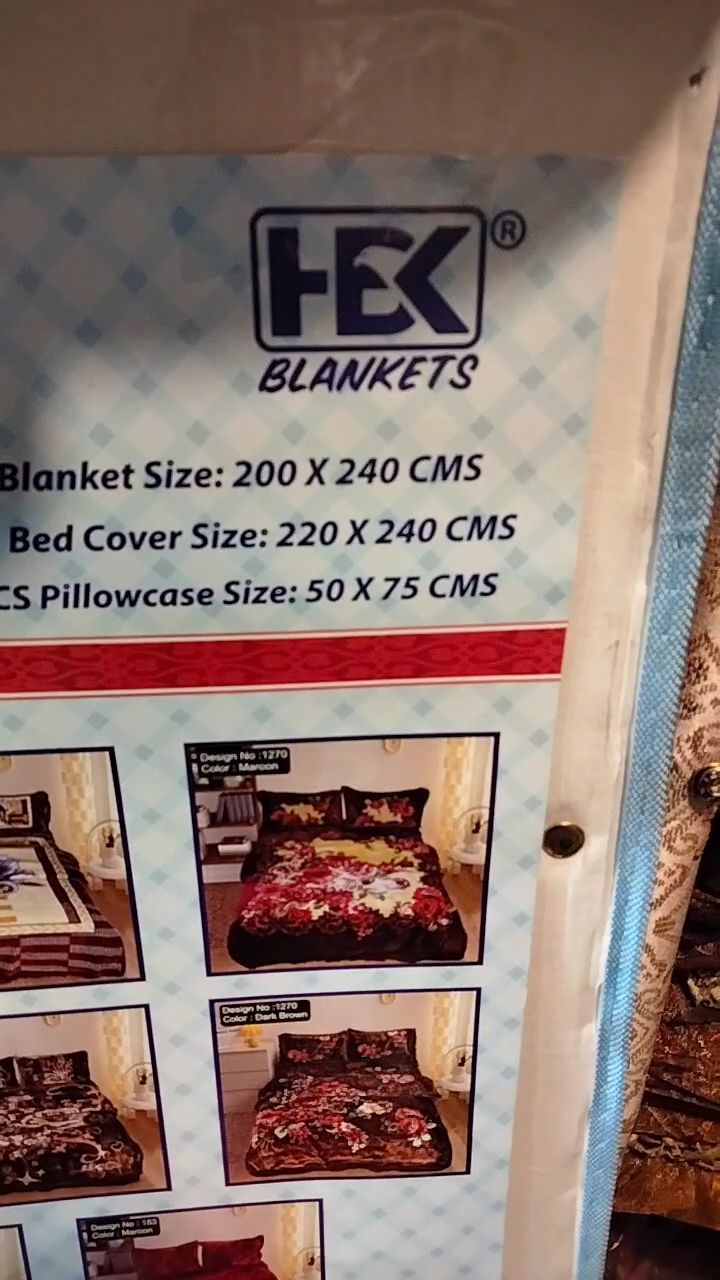 HEK ®
BLANKETS
Blanket Size: 200 X 240 CMS
Bed Cover Size: 220 X 240 CMS
CS Pillowcase Size: 50 X 75 CMS
Design No :1270
Color : Maroon
Design No :1270
Color : Dark Brown
Design No : 163
Color : Maroon